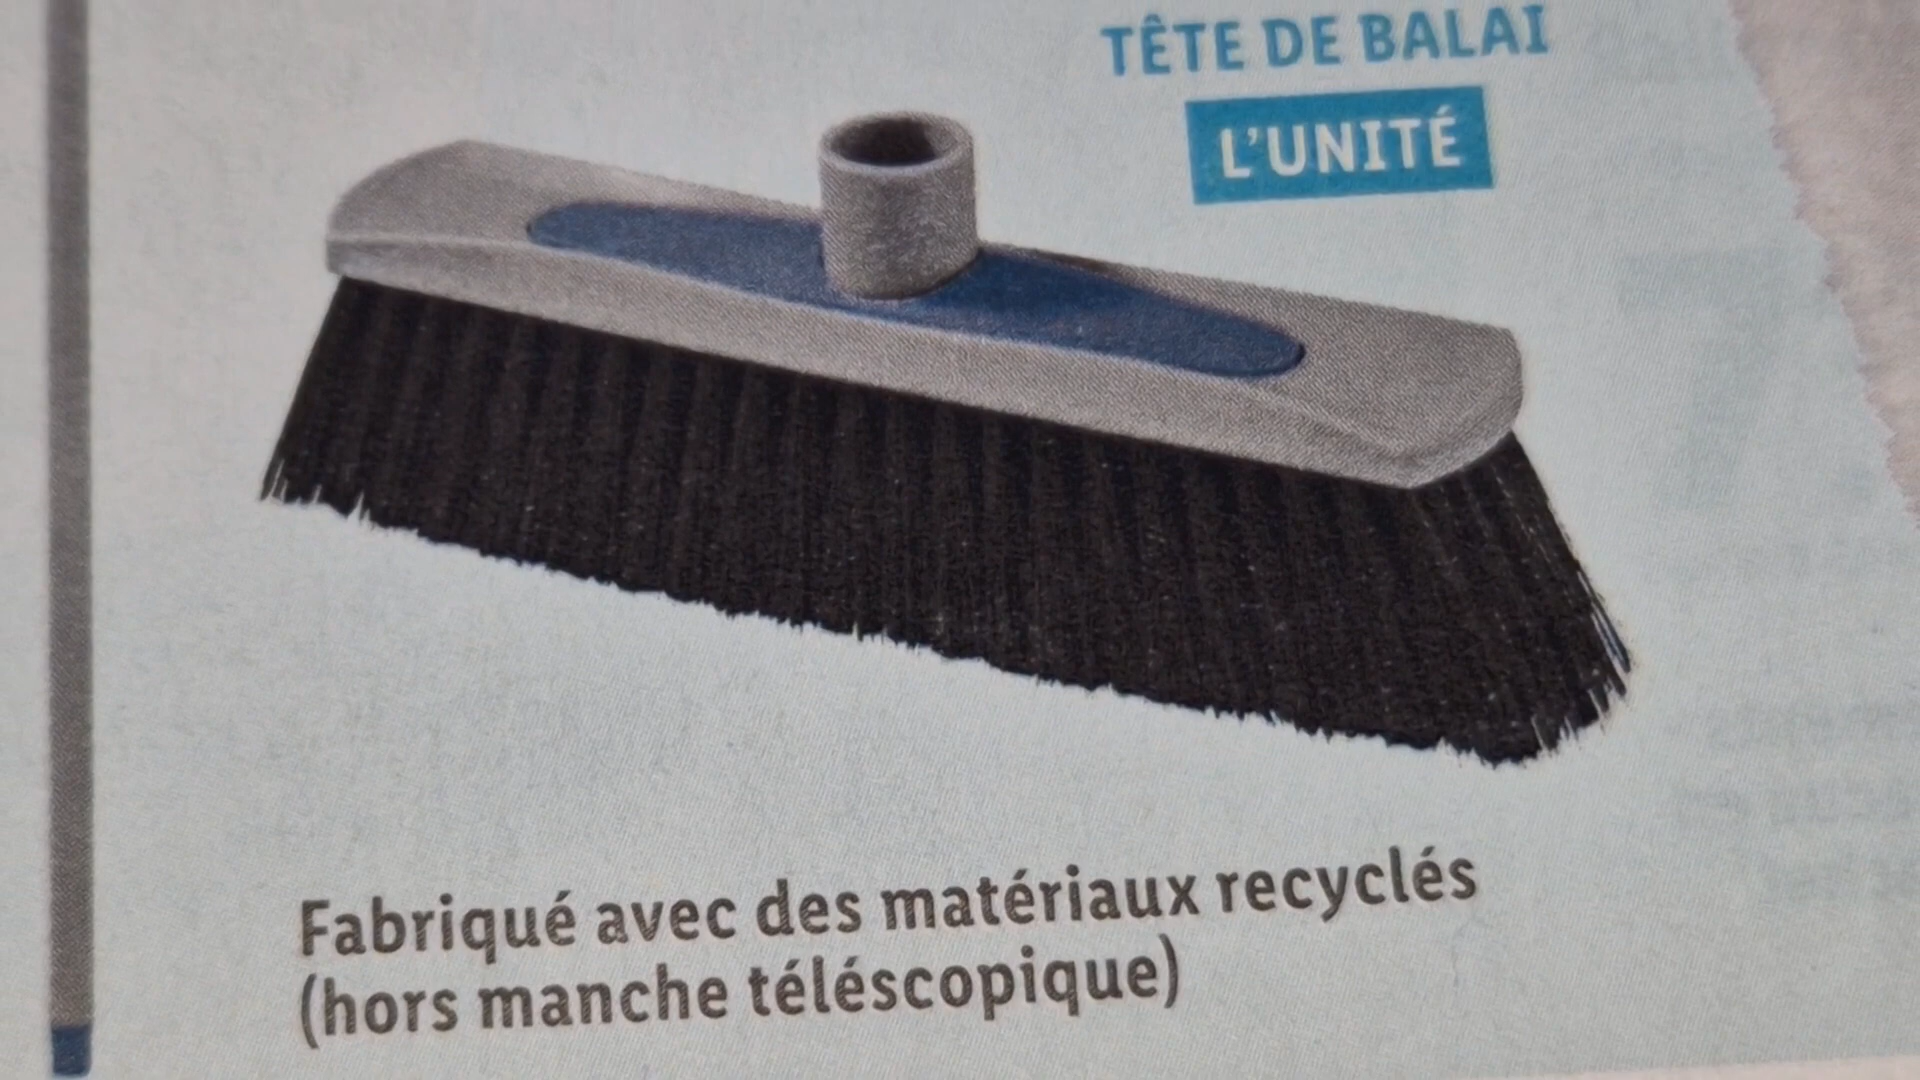 TÊTE DE BALAI
L'UNITÉ
Fabriqué avec des matériaux recyclés
(hors manche téléscopique)